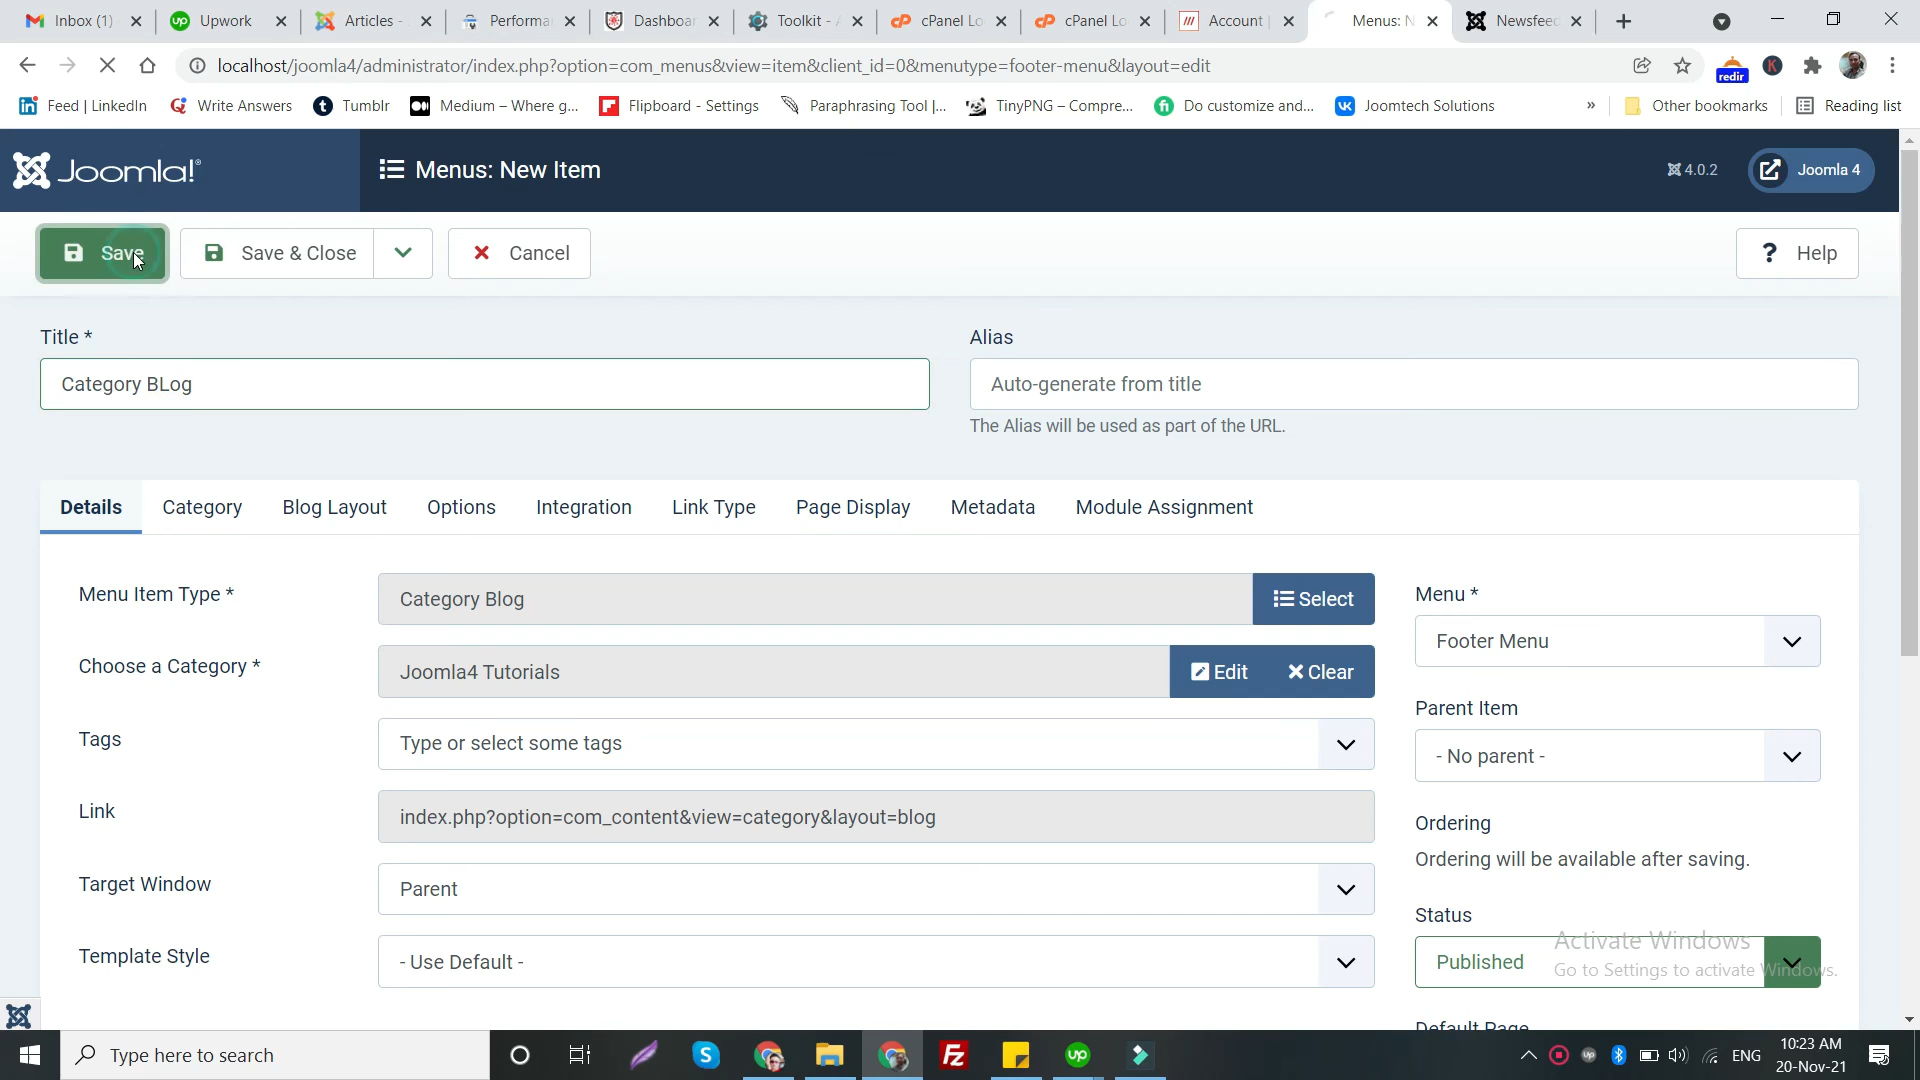 Inbox (1)
Upwork
Articles -
Performa
Dashboar
Toolkit -
cPanel Lo
cPanel Lo
Account
Menus: N
Newsfeed
localhost/joomla4/administrator/index.php?option=com_menus&view=item&client_id=0&menutype=footer-menu&layout=edit
redir
K
Feed | LinkedIn
Write Answers
Tumblr
Medium – Where g...
Flipboard - Settings
Paraphrasing Tool |...
TinyPNG – Compre...
Do customize and...
Joomtech Solutions
»
Other bookmarks
Reading list
Joomla!®
Menus: New Item
4.0.2
Joomla 4
Save
Save & Close
Cancel
? Help
Title *
Alias
Category BLog
Auto-generate from title
The Alias will be used as part of the URL.
Details
Category
Blog Layout
Options
Integration
Link Type
Page Display
Metadata
Module Assignment
Menu Item Type *
Category Blog
Select
Menu *
Footer Menu
Choose a Category *
Joomla4 Tutorials
Edit
Clear
Parent Item
- No parent -
Tags
Type or select some tags
Link
index.php?option=com_content&view=category&layout=blog
Ordering
Ordering will be available after saving.
Target Window
Parent
Status
Published
Template Style
- Use Default -
Activate Windows
Go to Settings to activate Windows.
Default Page
Type here to search
ENG
10:23 AM
20-Nov-21